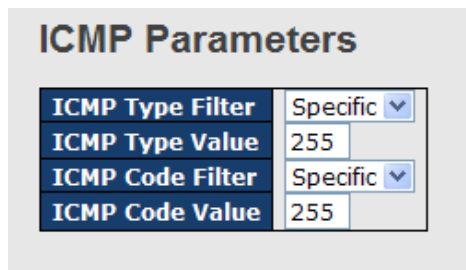 ICMP Parameters
ICMP Type Filter Specific
ICMP Type Value 255
ICMP Code Filter Specific
ICMP Code Value 255